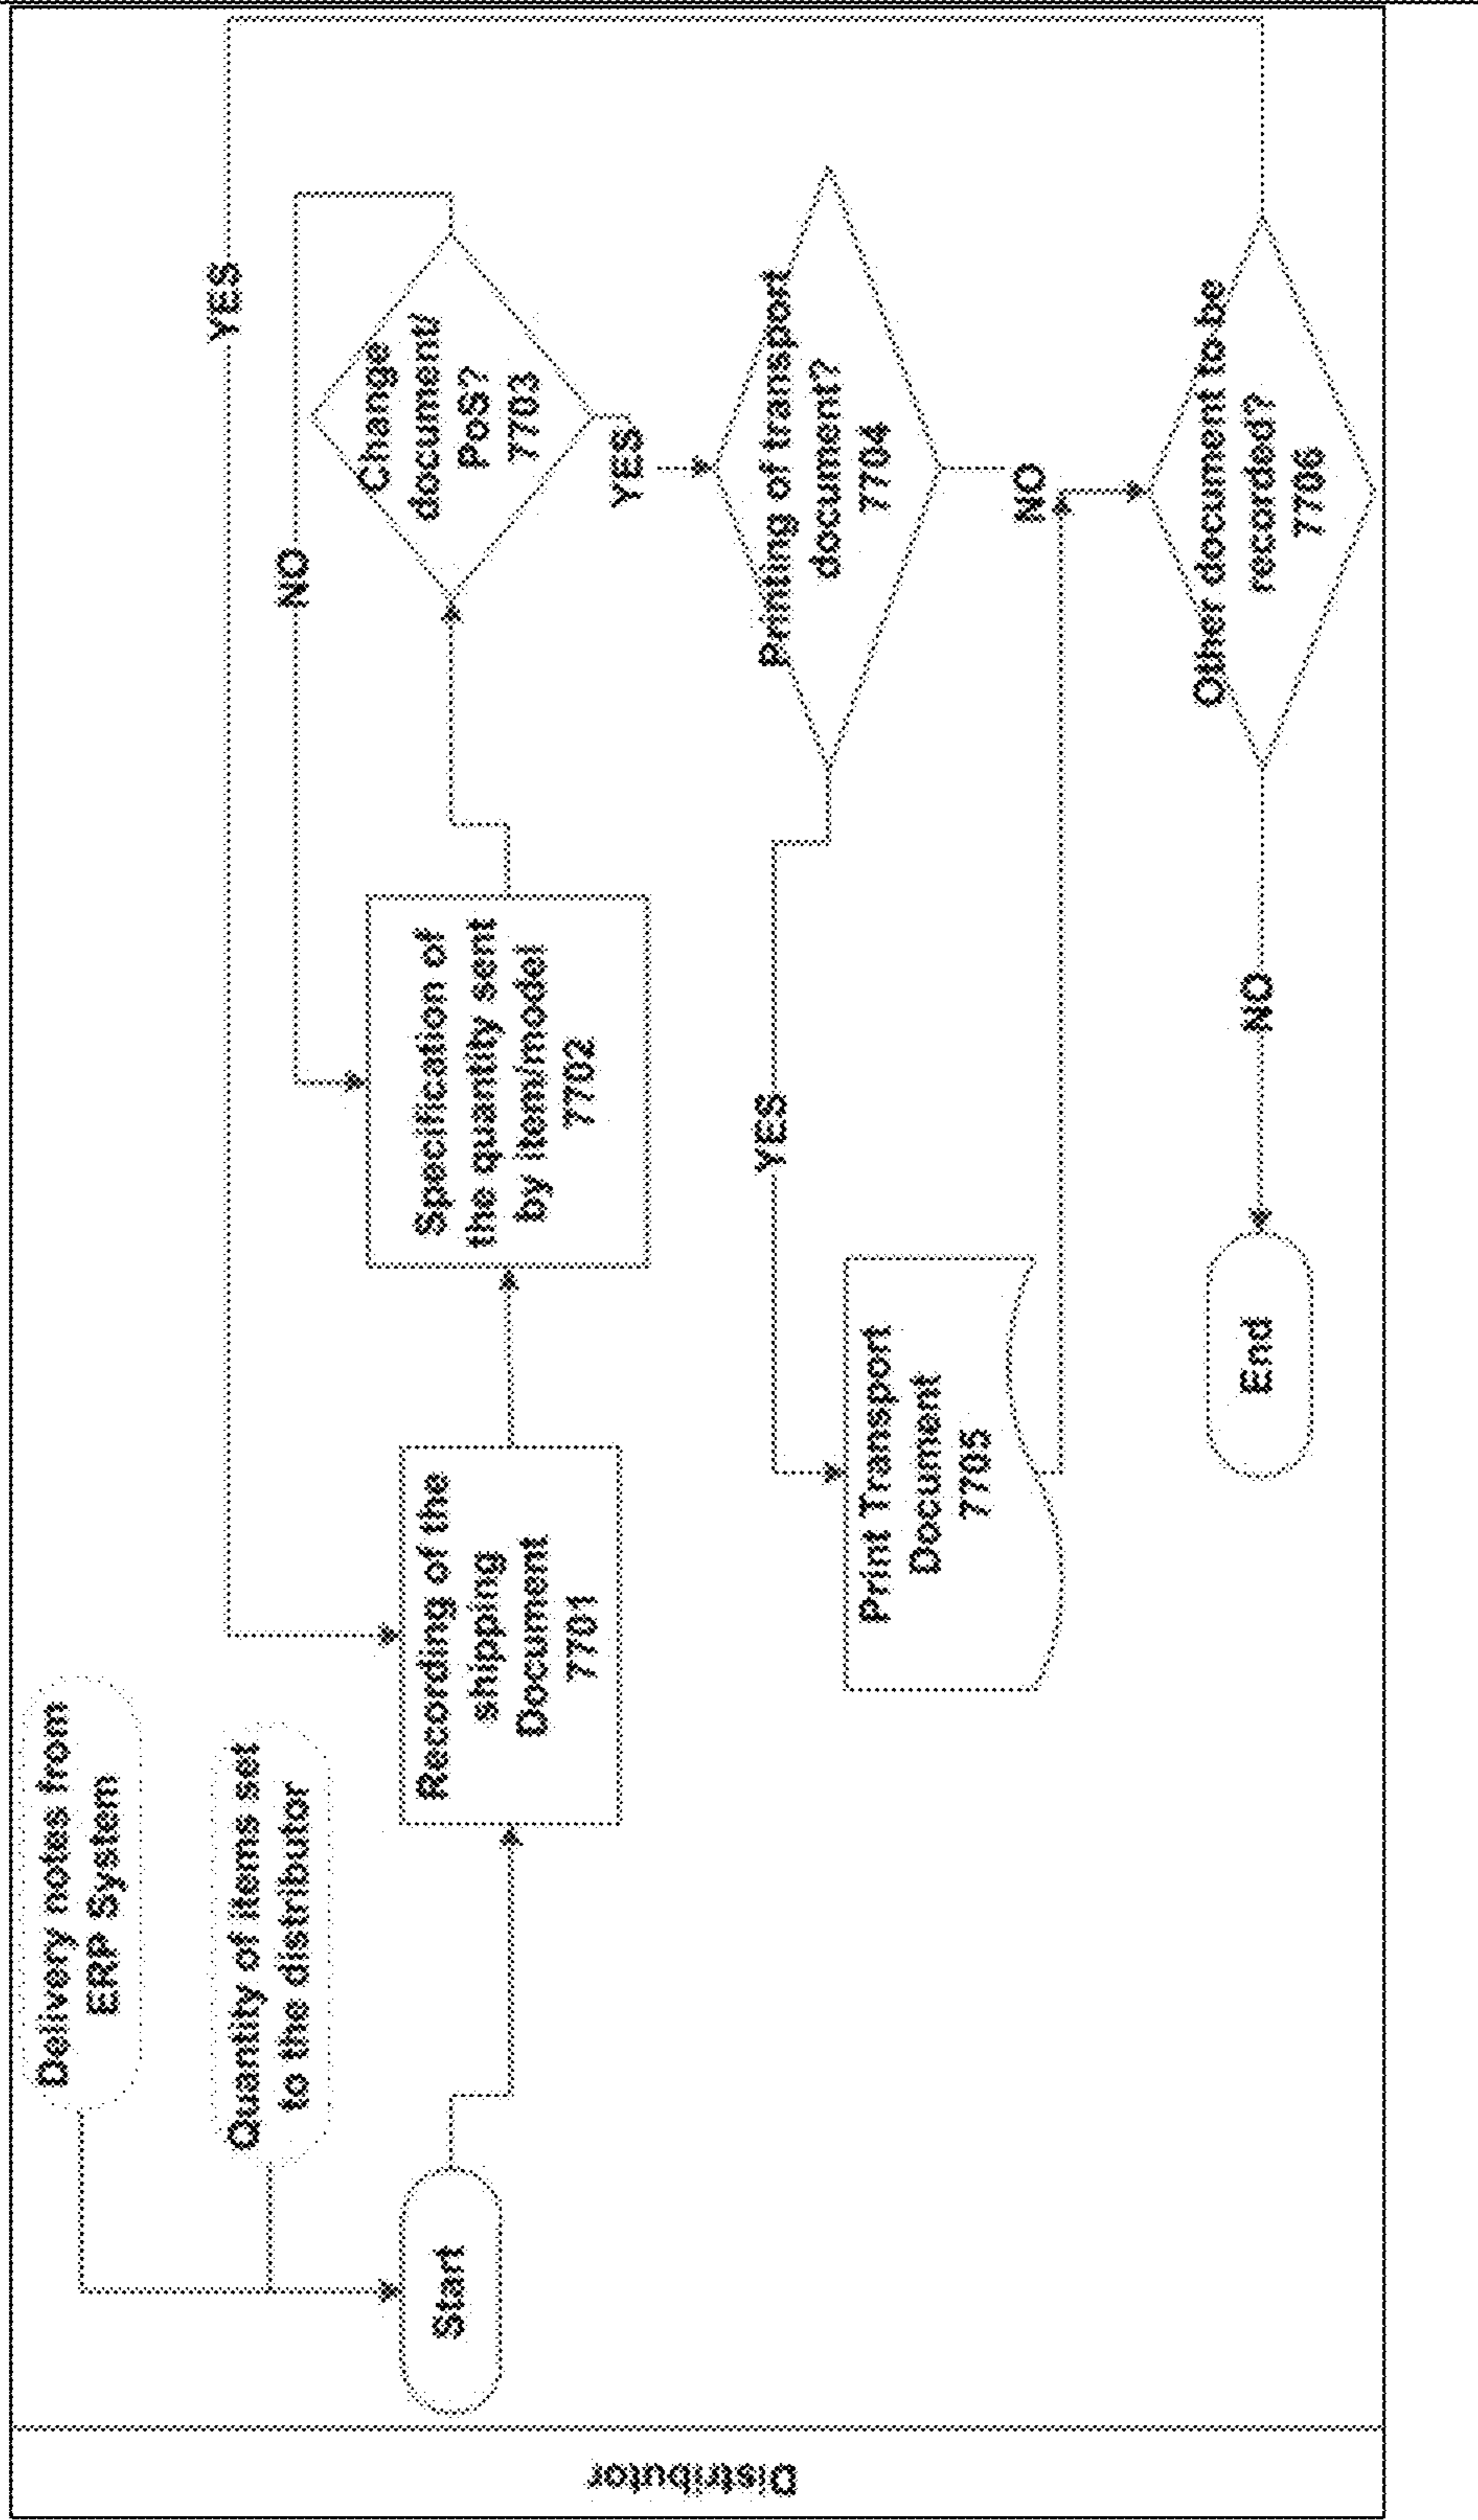 Distributor
Delivery notes from
ERP System
Quantity of items set
to the distributor
Start
Recording of the
shipping
Document
7701
Specification of
the quantity sent
by item/model
7702
Change
document/
PoS?
7703
YES
NO
YES
Printing of transport
document?
7704
YES
NO
Print Transport
Document
7705
Other document to be
recorded?
7706
NO
End